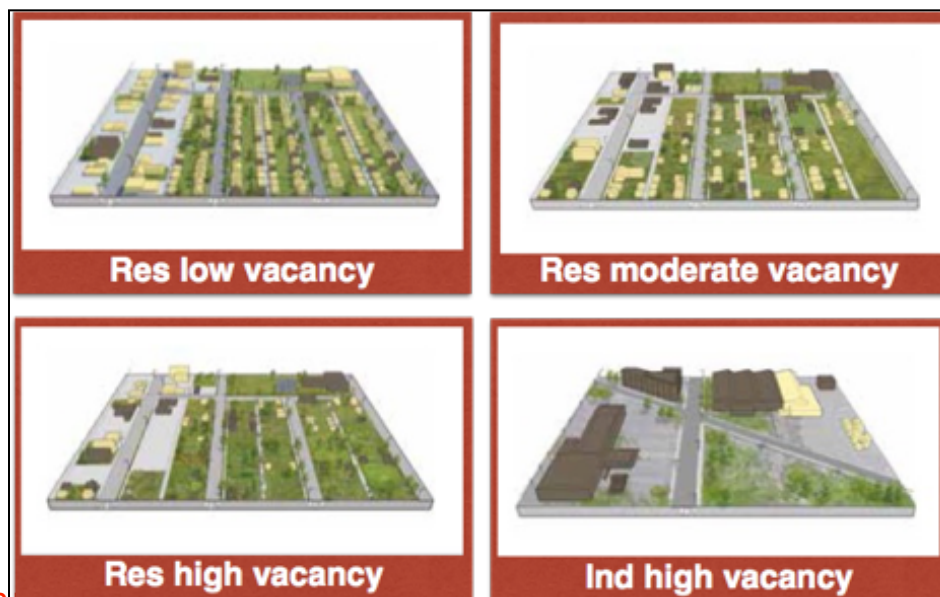 Res low vacancy
Res moderate vacancy
Res high vacancy
Ind high vacancy